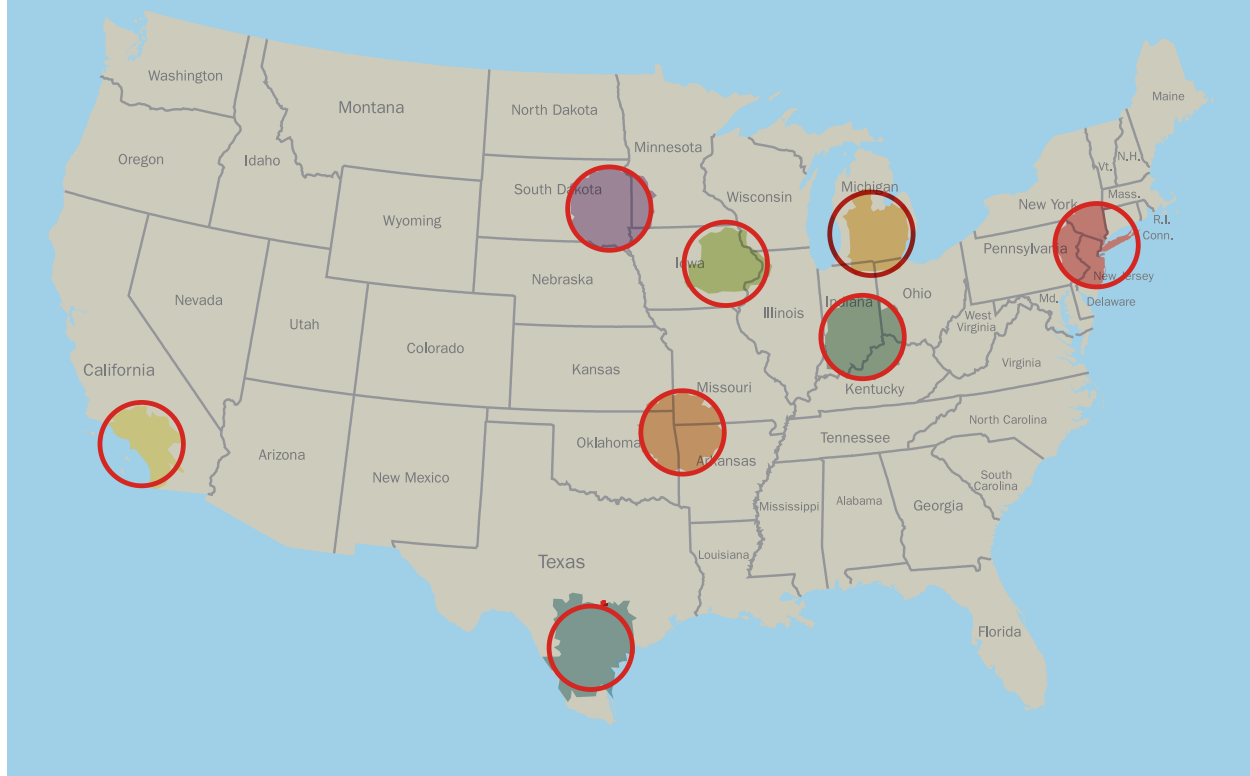 Washington
Montana
North Dakota
Minnesota
Maine
Oregon
Idaho
South Dakota
Wisconsin
Michigan
Vt.
N.H.
Wyoming
New York
Mass.
R.I.
Conn.
Pennsylvania
Iowa
Nebraska
New Jersey
Nevada
Utah
Colorado
Illinois
Indiana
Ohio
Md.
Delaware
West
Virginia
Virginia
California
Kansas
Missouri
Kentucky
Arizona
New Mexico
Oklahoma
Arkansas
Tennessee
North Carolina
South
Carolina
Mississippi
Alabama
Georgia
Texas
Louisiana
Florida